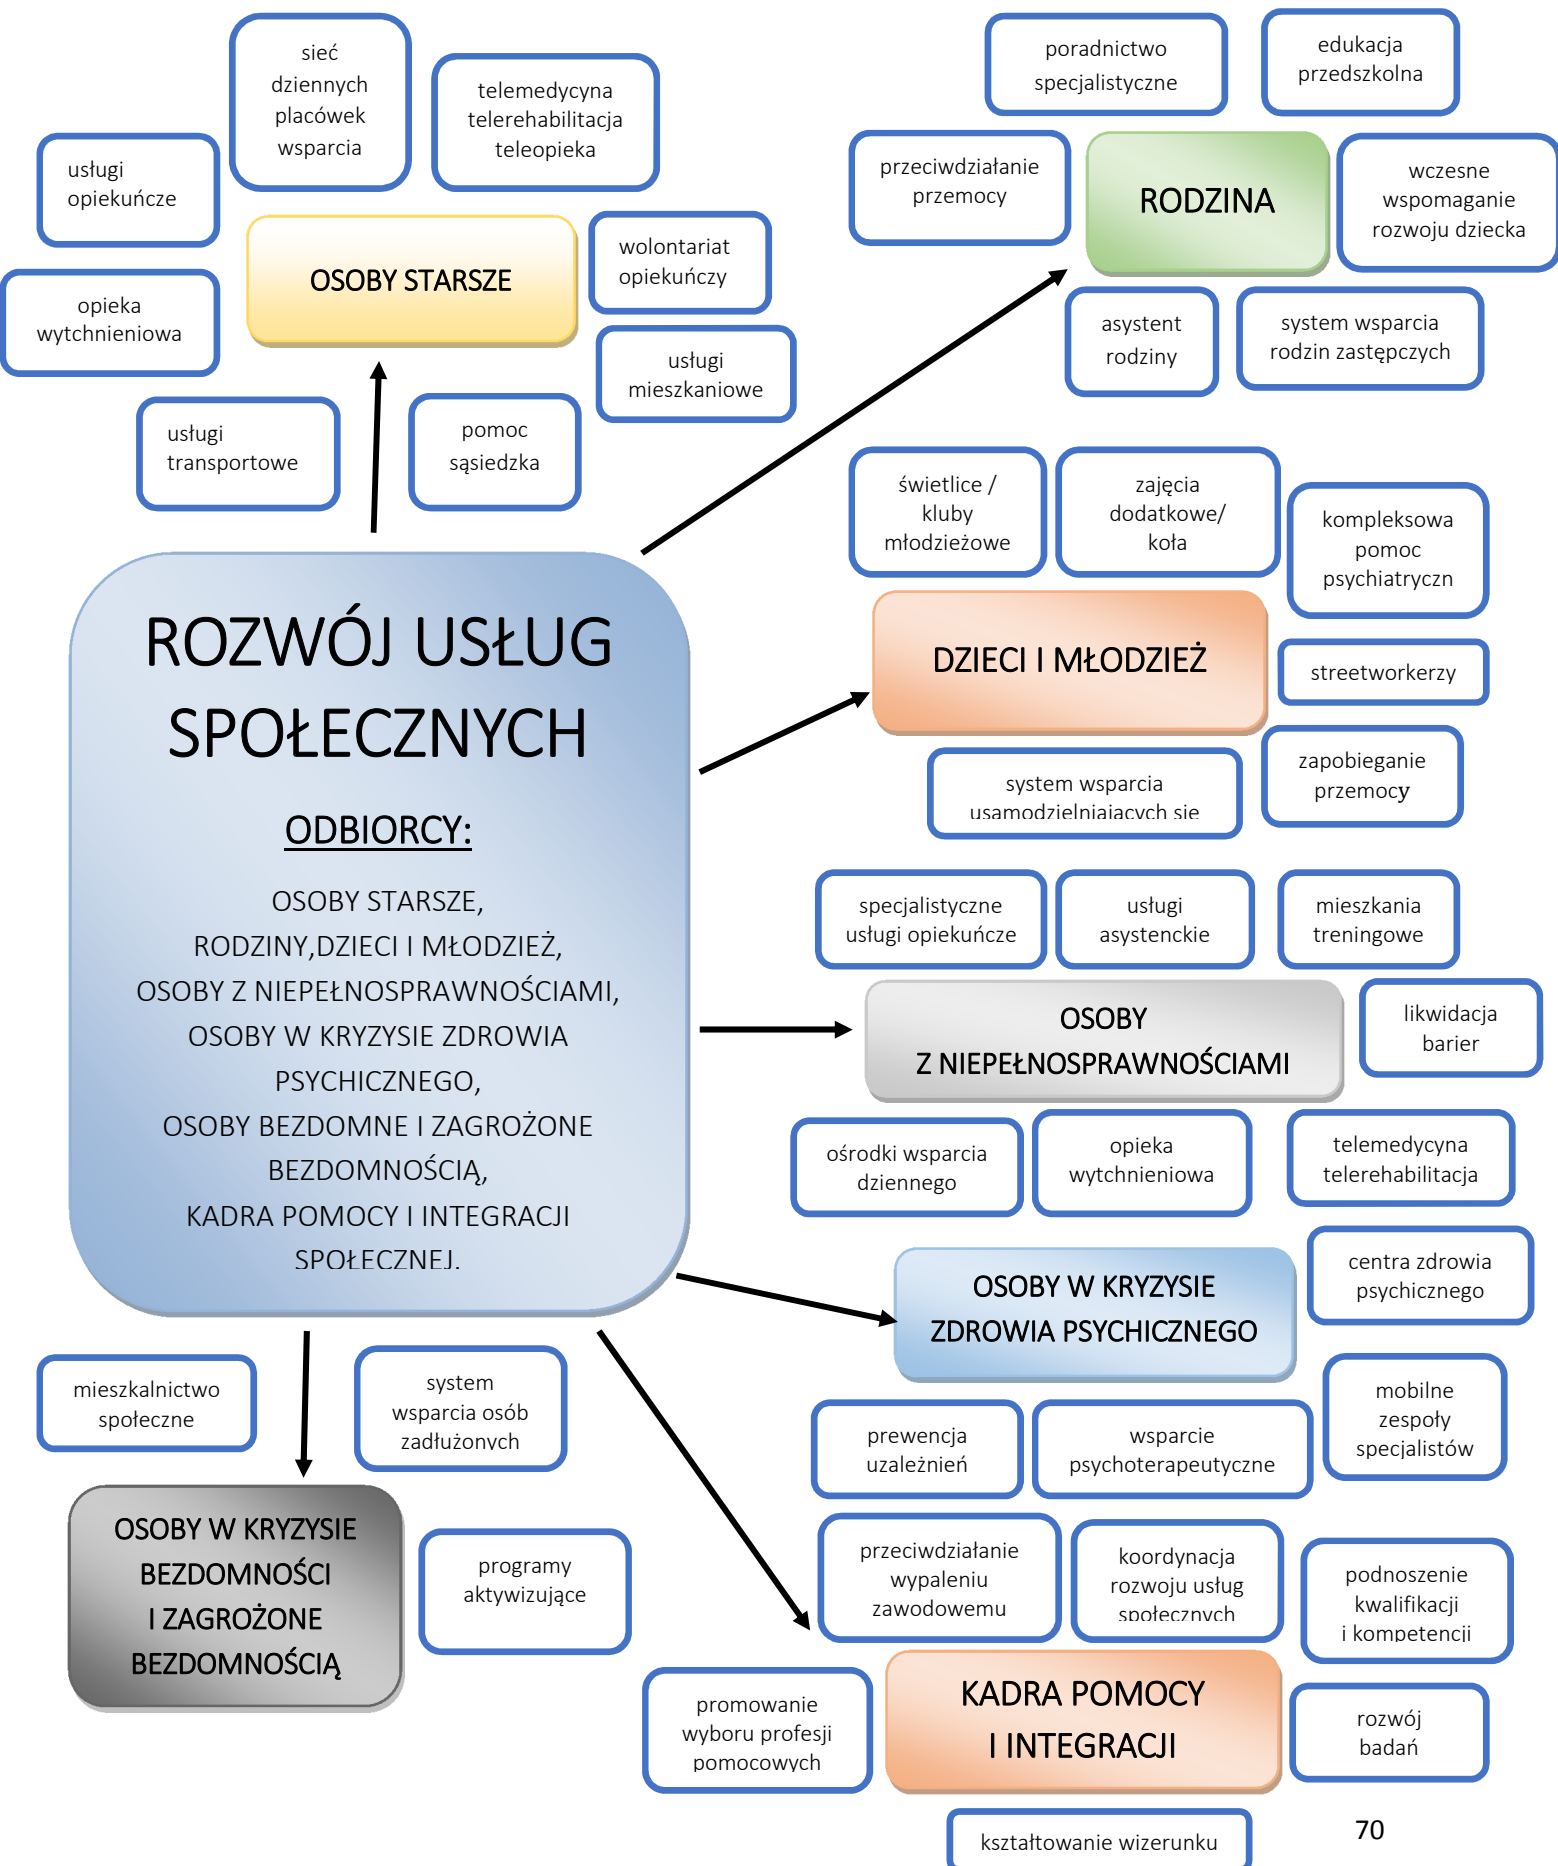 sieć
dziennych
placówek
wsparcia
telemedycyna
telerehabilitacja
teleopieka
usługi
opiekuńcze
OSOBY STARSZE
wolontariat
opiekuńczy
opieka
wytchnieniowa
usługi
mieszkaniowe
usługi
transportowe
pomoc
sąsiedzka
poradnictwo
specjalistyczne
edukacja
przedszkolna
przeciwdziałanie
przemocy
RODZINA
wczesne
wspomaganie
rozwoju dziecka
asystent
rodziny
system wsparcia
rodzin zastępczych
świetlice /
kluby
młodzieżowe
zajęcia
dodatkowe/
koła
kompleksowa
pomoc
psychiatryczn
DZIECI I MŁODZIEŻ
streetworkerzy
system wsparcia
usamodzielniających się
zapobieganie
przemocy
ROZWÓJ USŁUG
SPOŁECZNYCH
ODBIORCY:
OSOBY STARSZE,
RODZINY,DZIECI I MŁODZIEŻ,
OSOBY Z NIEPEŁNOSPRAWNOŚCIAMI,
OSOBY W KRYZYSIE ZDROWIA
PSYCHICZNEGO,
OSOBY BEZDOMNE I ZAGROŻONE
BEZDOMNOŚCIĄ,
KADRA POMOCY I INTEGRACJI
SPOŁECZNEJ.
specjalistyczne
usługi opiekuńcze
usługi
asystenckie
mieszkania
treningowe
OSOBY
Z NIEPEŁNOSPRAWNOŚCIAMI
likwidacja
barier
ośrodki wsparcia
dziennego
opieka
wytchnieniowa
telemedycyna
telerehabilitacja
OSOBY W KRYZYSIE
ZDROWIA PSYCHICZNEGO
centra zdrowia
psychicznego
prewencja
uzależnień
wsparcie
psychoterapeutyczne
mobilne
zespoły
specjalistów
mieszkalnictwo
społeczne
system
wsparcia osób
zadłużonych
OSOBY W KRYZYSIE
BEZDOMNOŚCI
I ZAGROŻONE
BEZDOMNOŚCIĄ
programy
aktywizujące
przeciwdziałanie
wypaleniu
zawodowemu
koordynacja
rozwoju usług
społecznych
podnoszenie
kwalifikacji
i kompetencji
promowanie
wyboru profesji
pomocowych
KADRA POMOCY
I INTEGRACJI
rozwój
badań
kształtowanie wizerunku
70